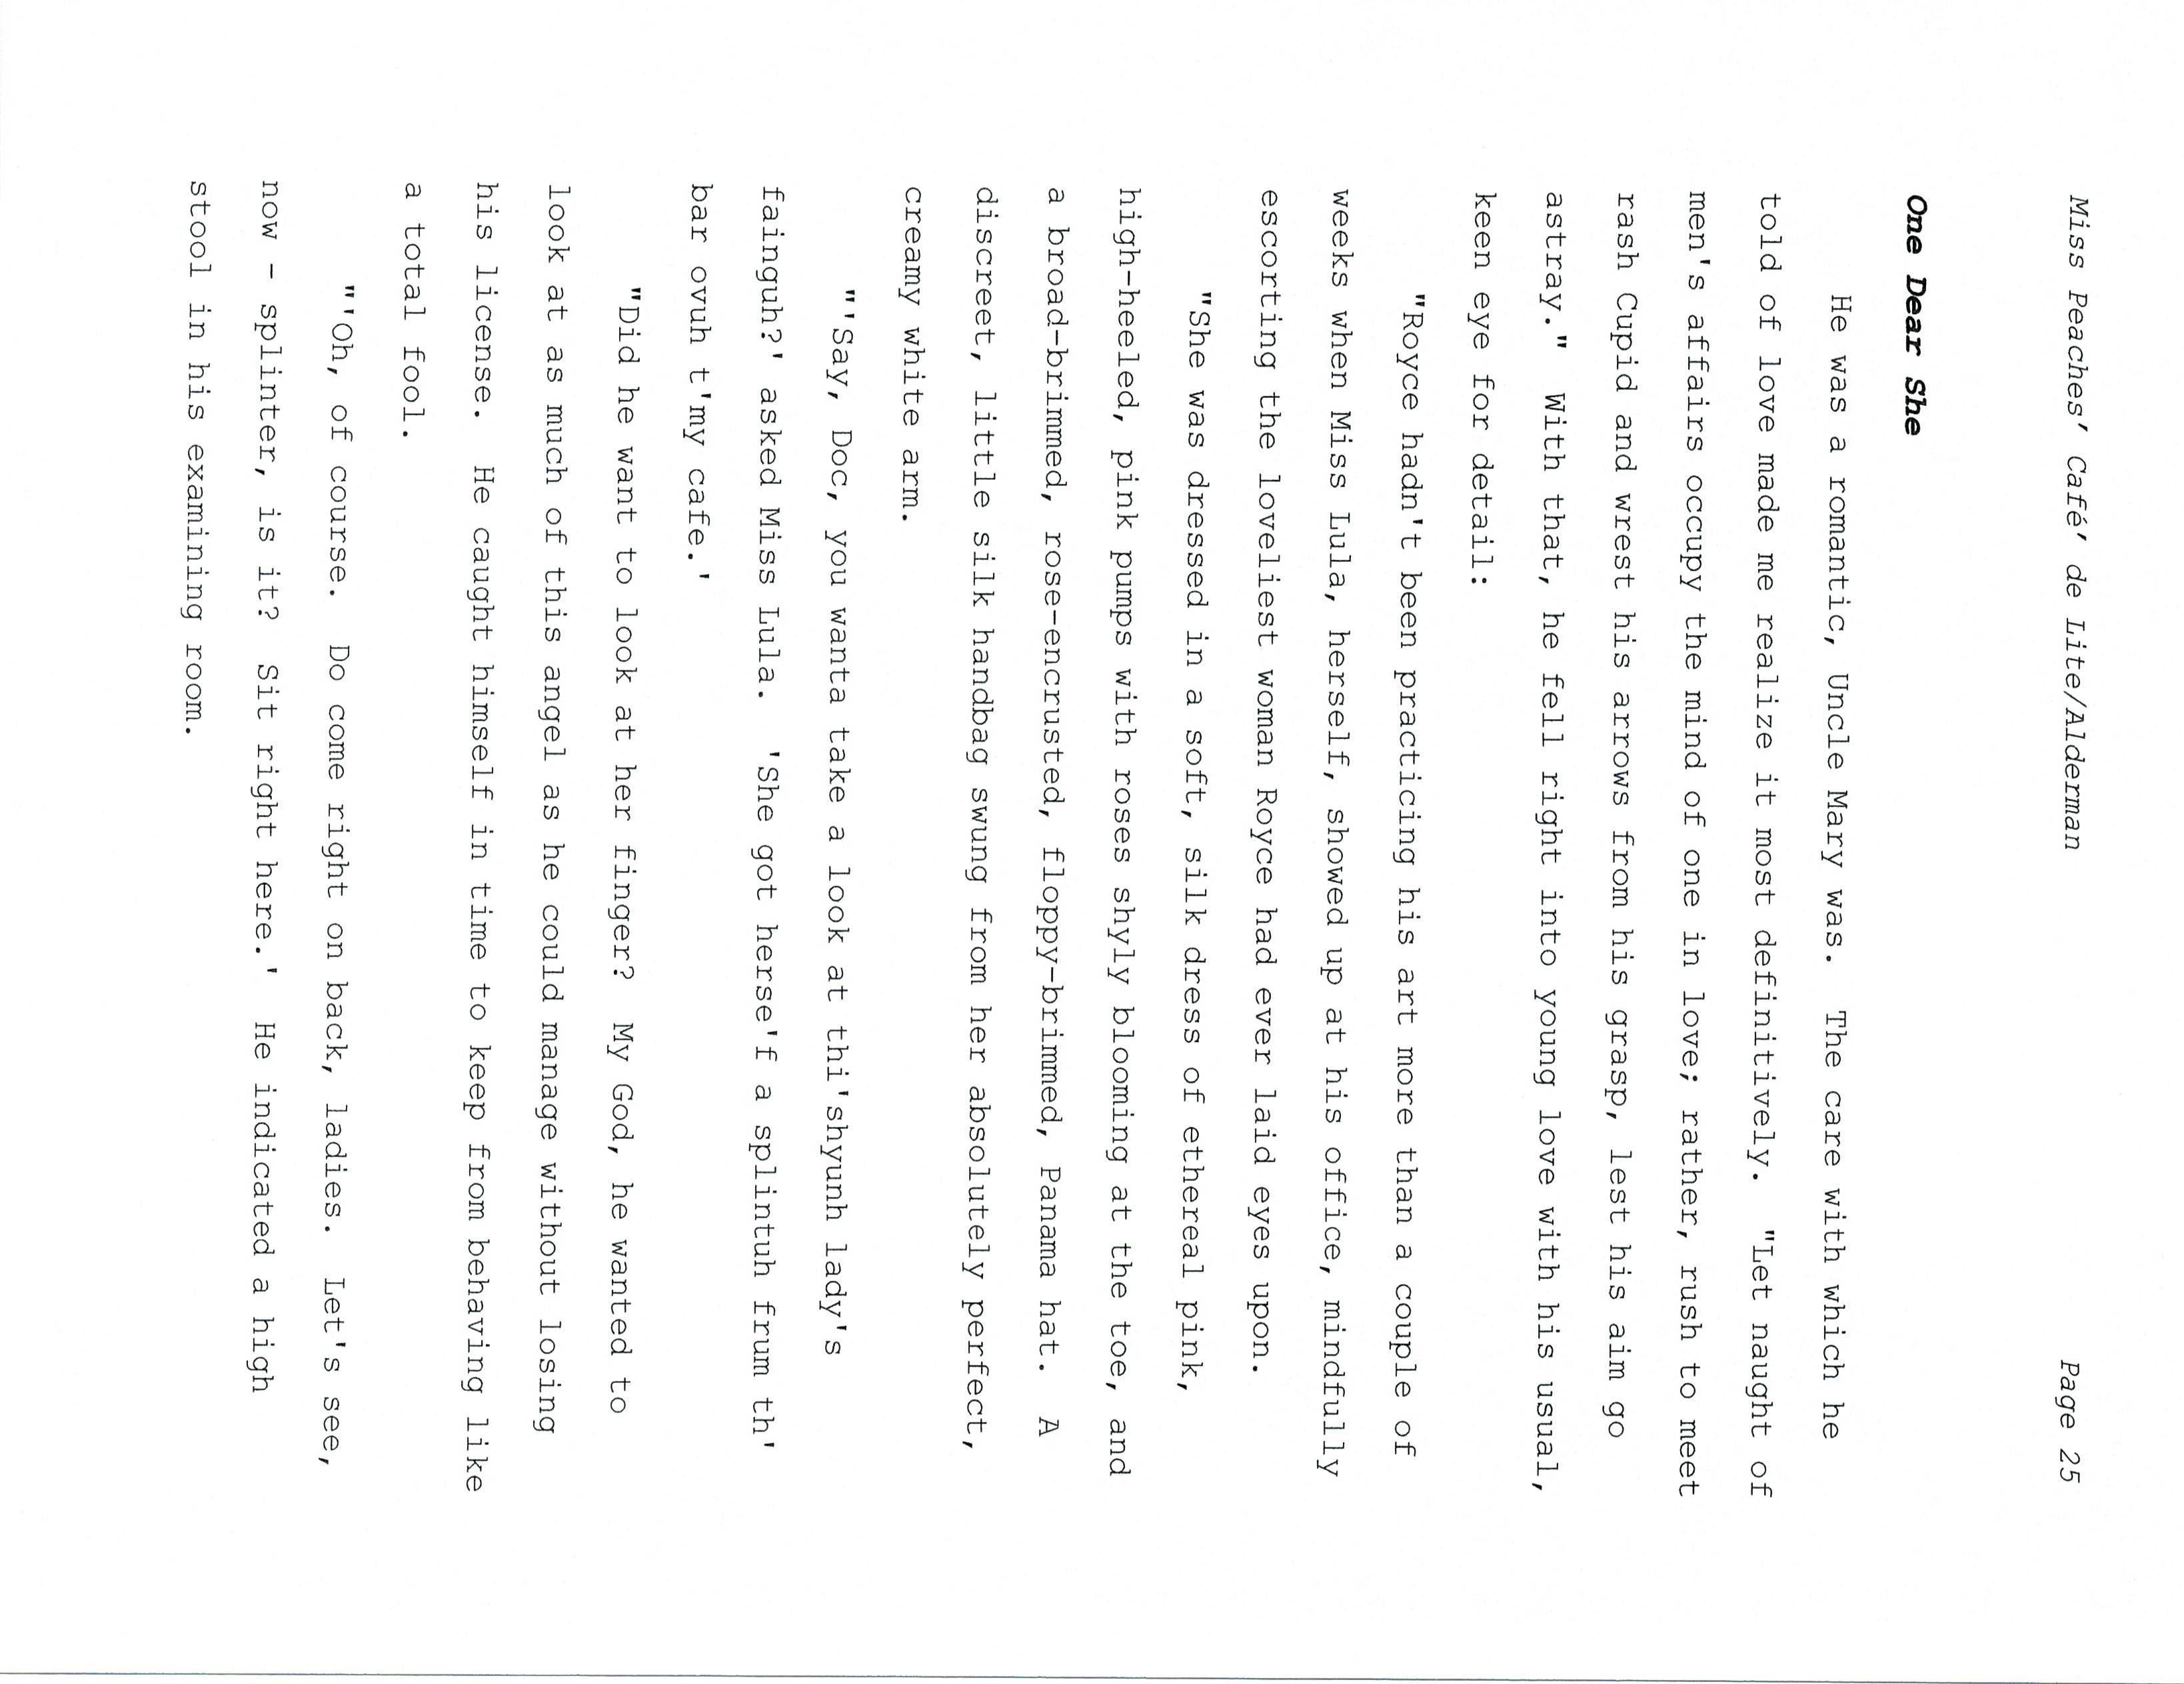 Miss Peaches' Café' de Lite/Alderman Page 25
One Dear She
He was a romantic, Uncle Mary was. The care with which he
told of love made me realize it most definitively. "Let naught of
men's affairs occupy the mind of one in love; rather, rush to meet
rash Cupid and wrest his arrows from his grasp, lest his aim go
astray." With that, he fell right into young love with his usual,
keen eye for detail:
"Royce hadn't been practicing his art more than a couple of
weeks when Miss Lula, herself, showed up at his office, mindfully
escorting the loveliest woman Royce had ever laid eyes upon.
"She was dressed in a soft, silk dress of ethereal pink,
high-heeled, pink pumps with roses shyly blooming at the toe, and
a broad-brimmed, rose-encrusted, floppy-brimmed, Panama hat. A
discreet, little silk handbag swung from her absolutely perfect,
creamy white arm.
"'Say, Doc, you wanta take a look at thi'shyunh lady's
fainguh?' asked Miss Lula. 'She got herse'f a splintuh frum th'
bar ovuh t'my cafe.'
"Did he want to look at her finger? My God, he wanted to
look at as much of this angel as he could manage without losing
his license. He caught himself in time to keep from behaving like
a total fool.
"'Oh, of course. Do come right on back, ladies. Let's see,
now - splinter, is it? Sit right here.' He indicated a high
stool in his examining room.